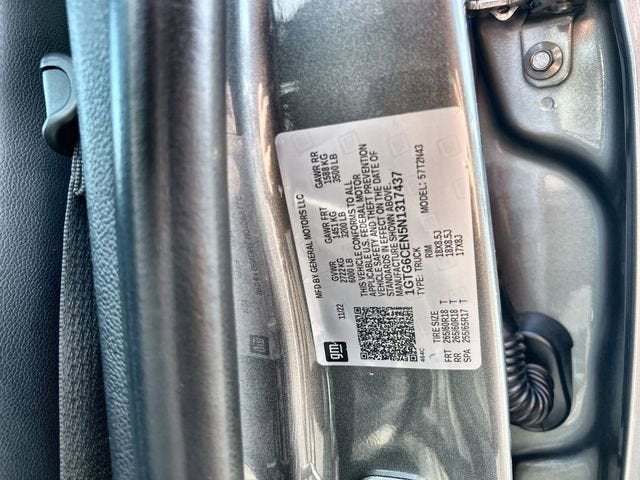 MFD BY GENERAL MOTORS LLC
11/22
GVWR GAWR FRT GAWR RR
2722 KG 1451 KG 1588 KG
6000 LB 3200 LB 3500 LB
THIS VEHICLE CONFORMS TO ALL
APPLICABLE U.S. FEDERAL MOTOR
VEHICLE SAFETY AND THEFT PREVENTION
STANDARDS IN EFFECT ON THE DATE OF
MANUFACTURE SHOWN ABOVE.
1GTG6CEN5N1317437
TYPE: TRUCK MODEL: 57T2N43
gm
464C
TIRE SIZE RIM
FRT 265/60R18 T 18X8.5J
RR 265/60R18 T 18X8.5J
SPA 255/65R17 T 17X8J